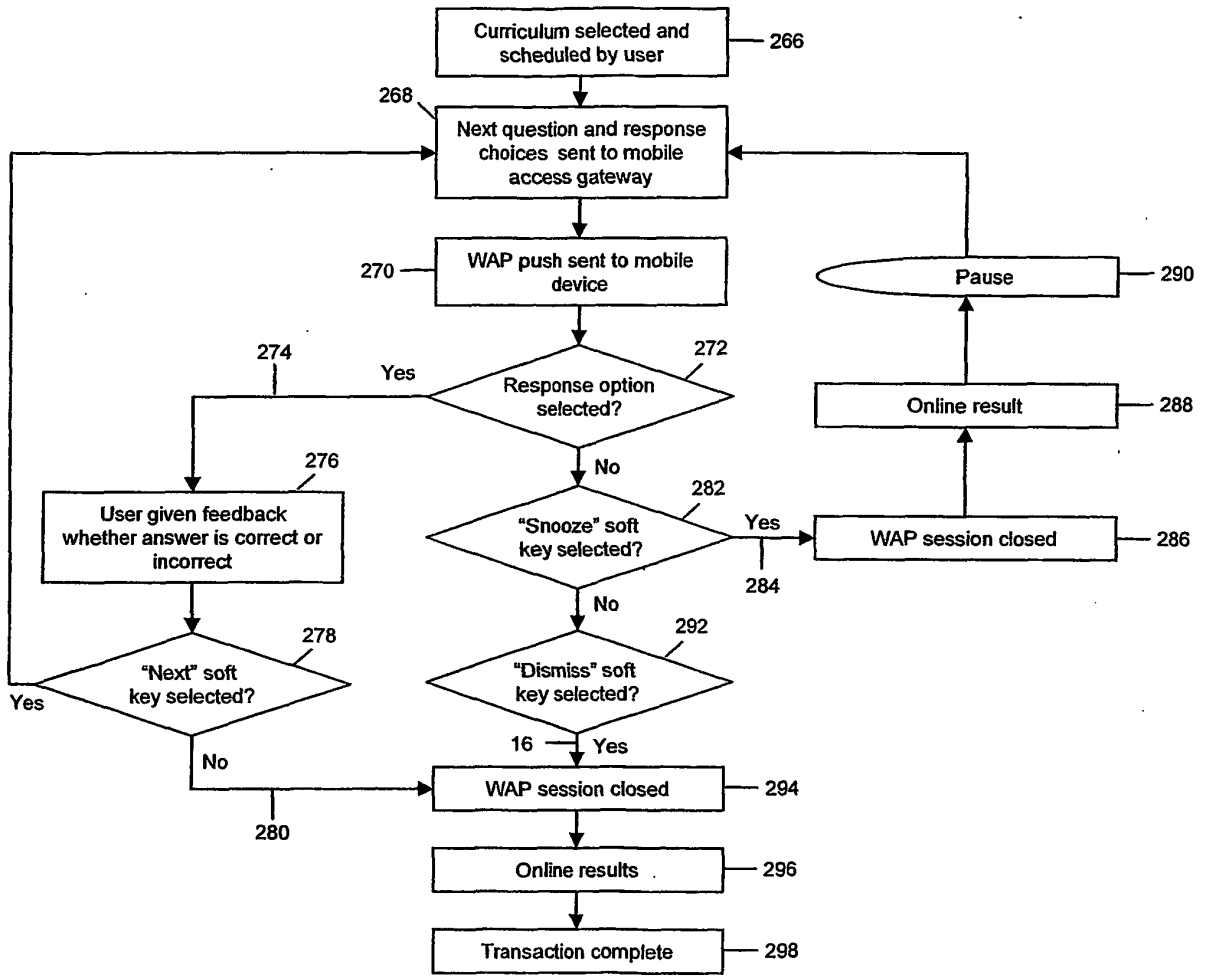 Curriculum selected and
scheduled by user
266
268
Next question and response
choices sent to mobile
access gateway
270
WAP push sent to mobile
device
Pause
290
274
Yes
272
Response option
selected?
Online result
288
No
276
User given feedback
whether answer is correct or
incorrect
282
"Snooze" soft
key selected?
Yes
284
WAP session closed
286
No
278
"Next" soft
key selected?
Yes
292
"Dismiss" soft
key selected?
16
Yes
No
280
WAP session closed
294
Online results
296
Transaction complete
298